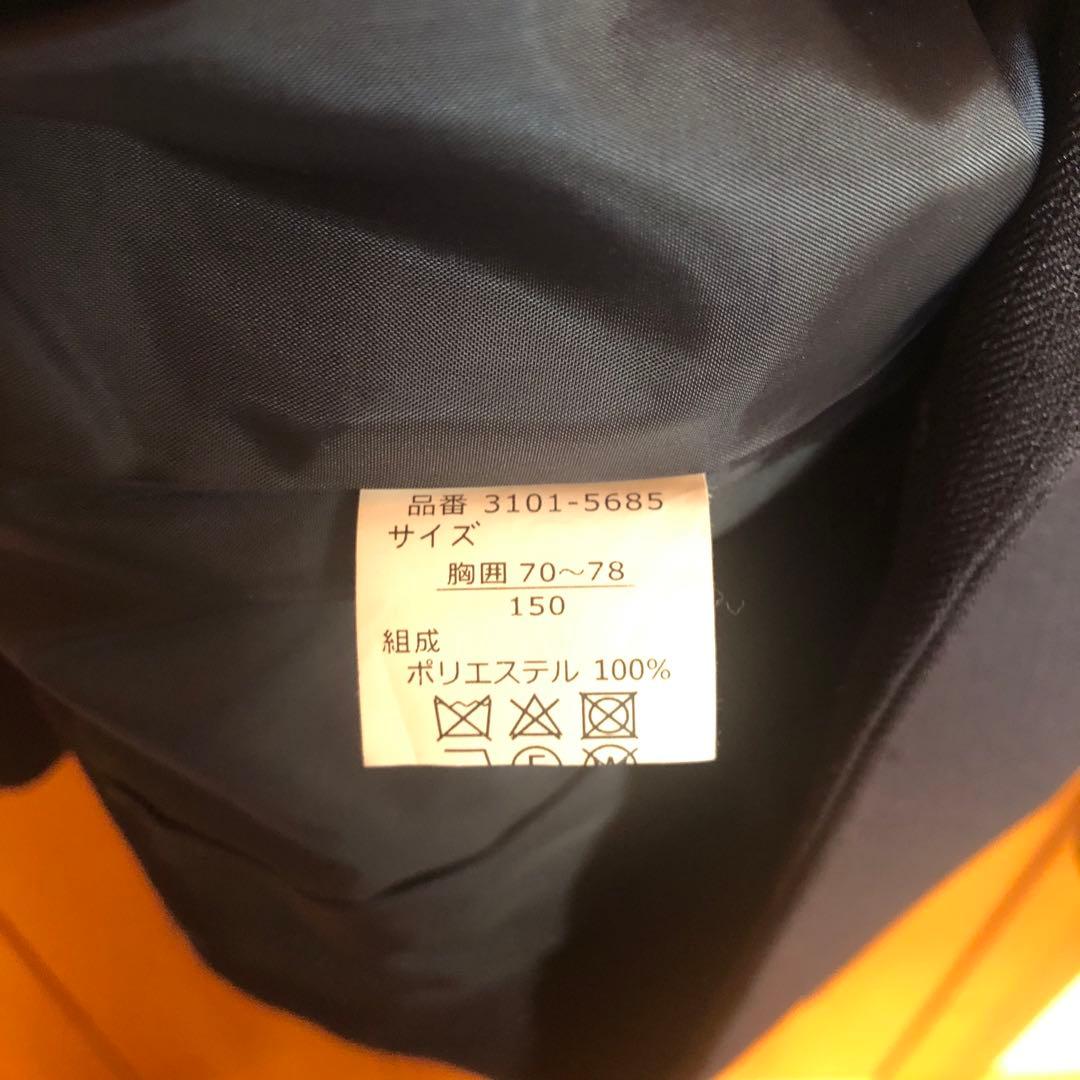 品番 3101-5685
サイズ
胸囲 70～78
150
組成
ポリエステル 100%